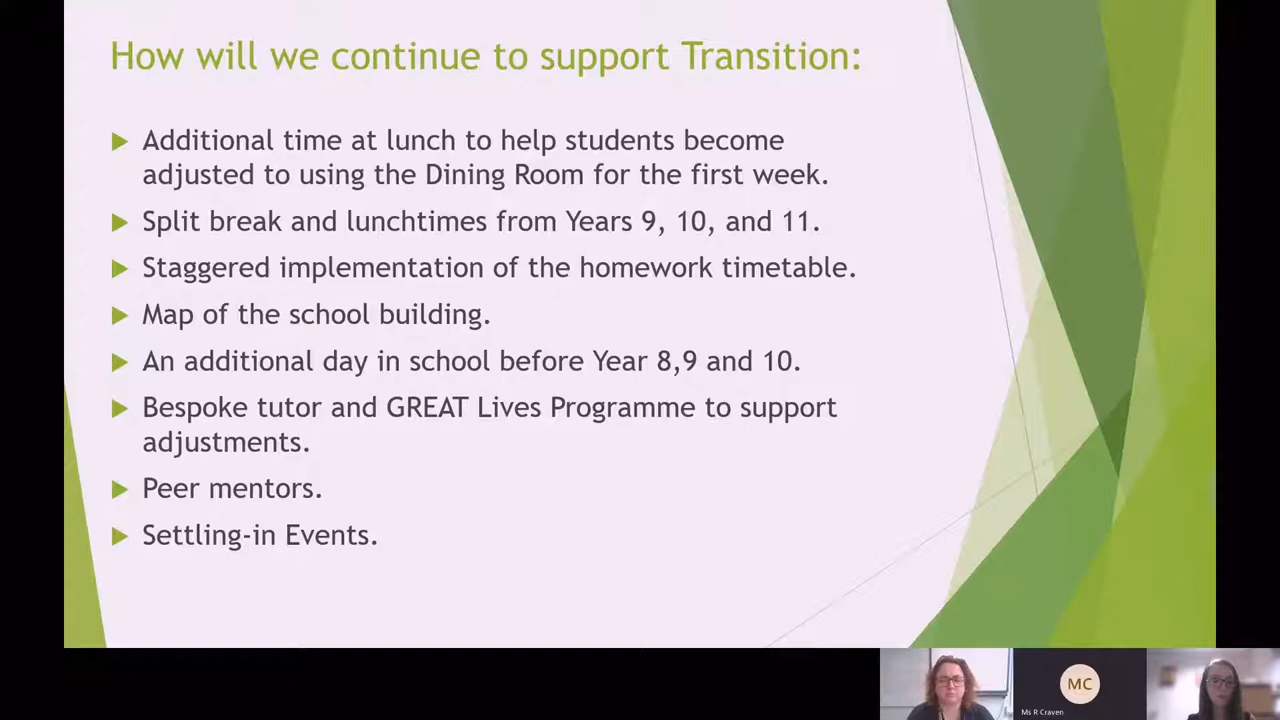 How will we continue to support Transition:
Additional time at lunch to help students become
adjusted to using the Dining Room for the first week.
Split break and lunchtimes from Years 9, 10, and 11.
Staggered implementation of the homework timetable.
Map of the school building.
An additional day in school before Year 8,9 and 10.
Bespoke tutor and GREAT Lives Programme to support
adjustments.
Peer mentors.
Settling-in Events.
MC
Ms R Craven